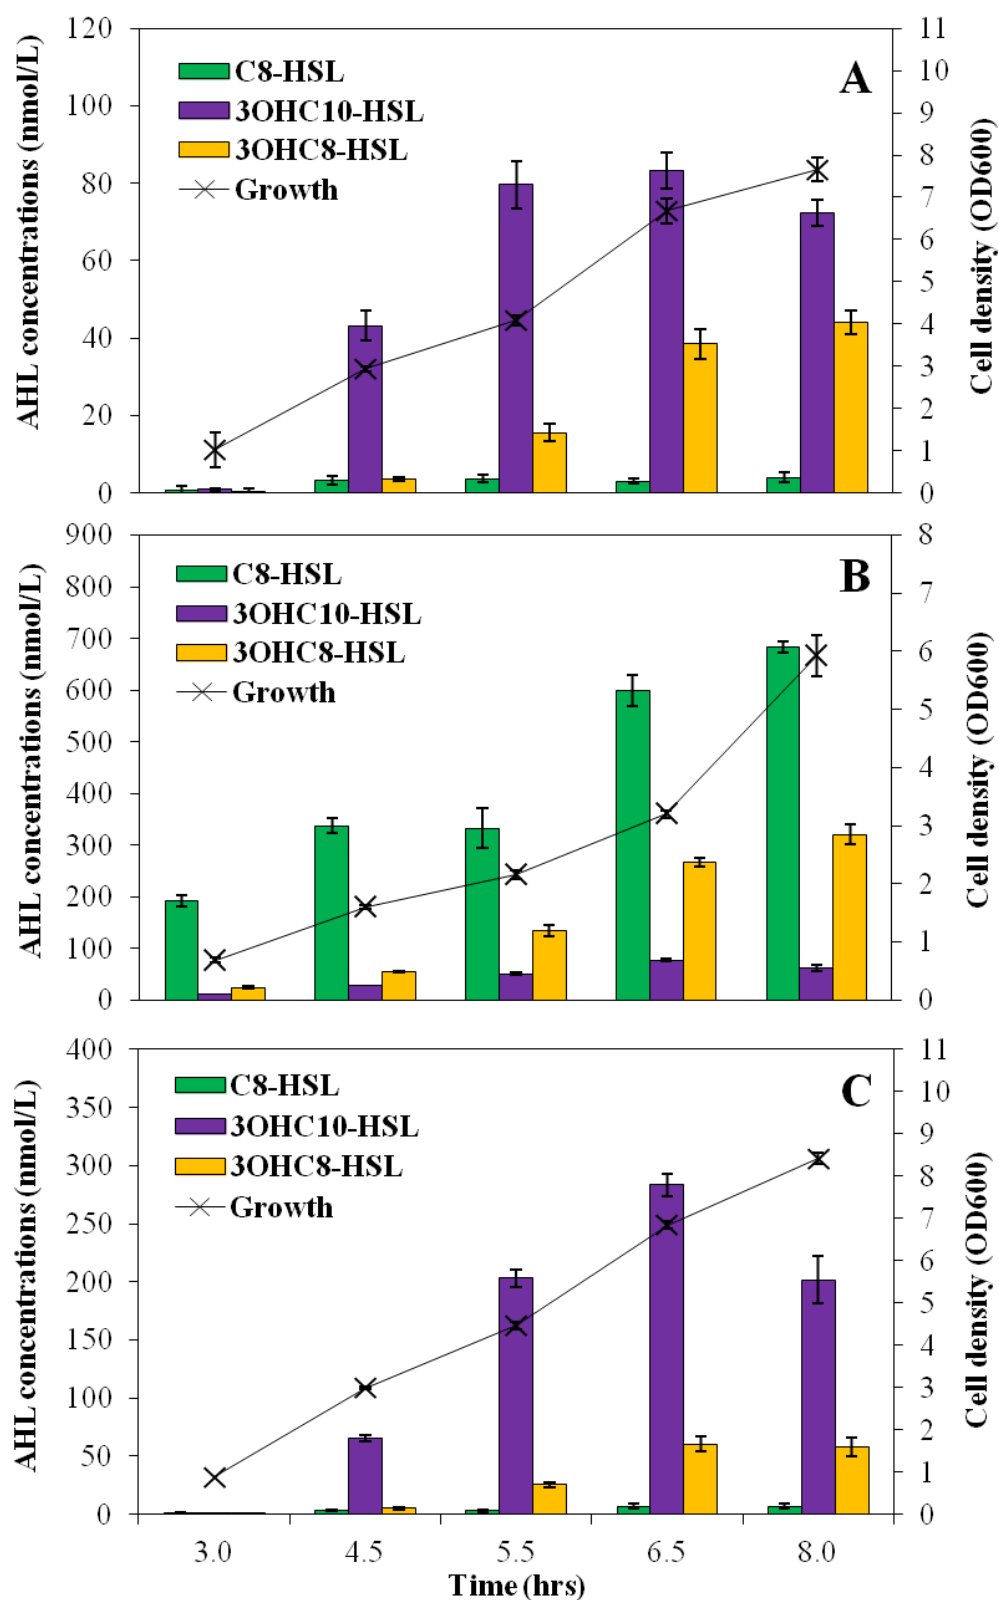 AHL concentrations (nmol/L)
120
100
80
60
40
20
0
C8-HSL
3OHC10-HSL
3OHC8-HSL
Growth
A
11
10
9
8
7
6
5
4
3
2
1
0
Cell density (OD600)
AHL concentrations (nmol/L)
900
800
700
600
500
400
300
200
100
0
C8-HSL
3OHC10-HSL
3OHC8-HSL
Growth
B
8
7
6
5
4
3
2
1
0
Cell density (OD600)
AHL concentrations (nmol/L)
400
350
300
250
200
150
100
50
0
C8-HSL
3OHC10-HSL
3OHC8-HSL
Growth
C
11
10
9
8
7
6
5
4
3
2
1
0
Cell density (OD600)
3.0 4.5 5.5 6.5 8.0
Time (hrs)